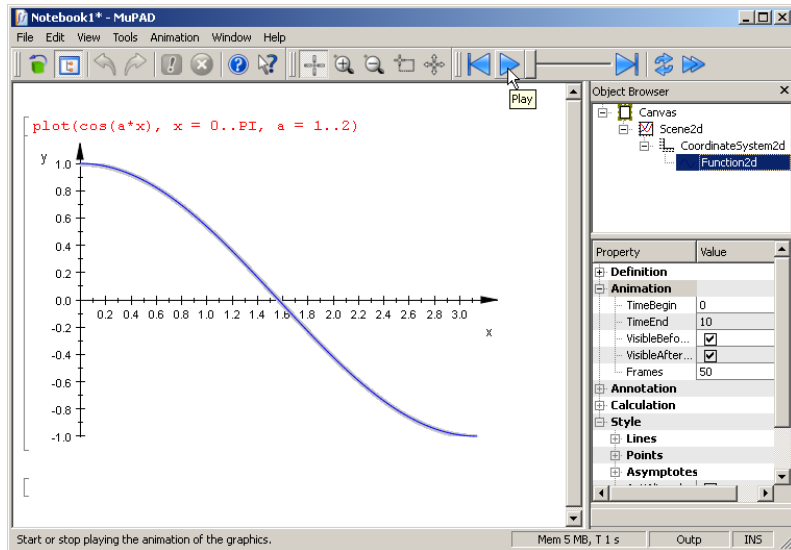 Notebook1* - MuPAD
File Edit View Tools Animation Window Help
Play
plot(cos(a*x), x = 0..PI, a = 1..2)
y
1.0
0.8
0.6
0.4
0.2
0.0
-0.2
-0.4
-0.6
-0.8
-1.0
0.2 0.4 0.6 0.8 1.0 1.2 1.4 1.6 1.8 2.0 2.2 2.4 2.6 2.8 3.0
x
Object Browser
Canvas
Scene2d
CoordinateSystem2d
Function2d
Property Value
Definition
Animation
TimeBegin 0
TimeEnd 10
VisibleBefo...
VisibleAfter...
Frames 50
Annotation
Calculation
Style
Lines
Points
Asymptotes
Start or stop playing the animation of the graphics.
Mem 5 MB, T 1 s Outp INS